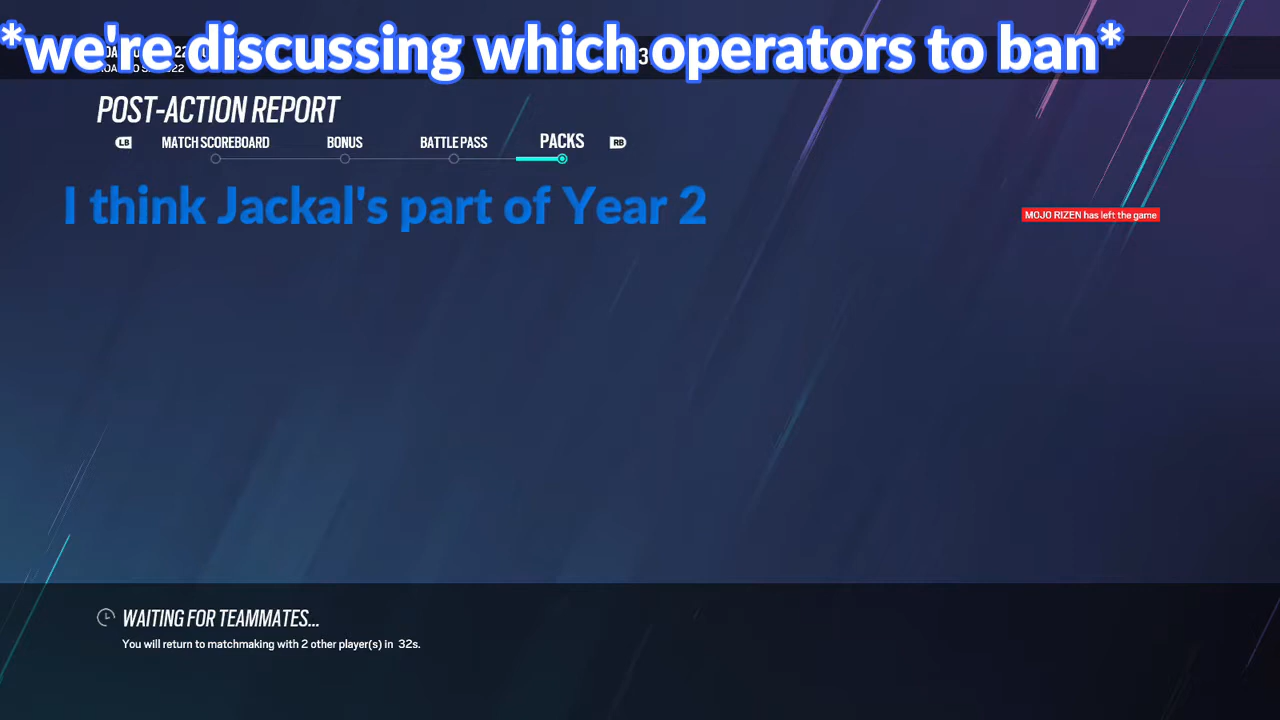 *we're discussing which operators to ban*
POST-ACTION REPORT
LB MATCH SCOREBOARD BONUS BATTLE PASS PACKS RB
I think Jackal's part of Year 2
MOJO RIZEN has left the game
WAITING FOR TEAMMATES...
You will return to matchmaking with 2 other player(s) in 32s.